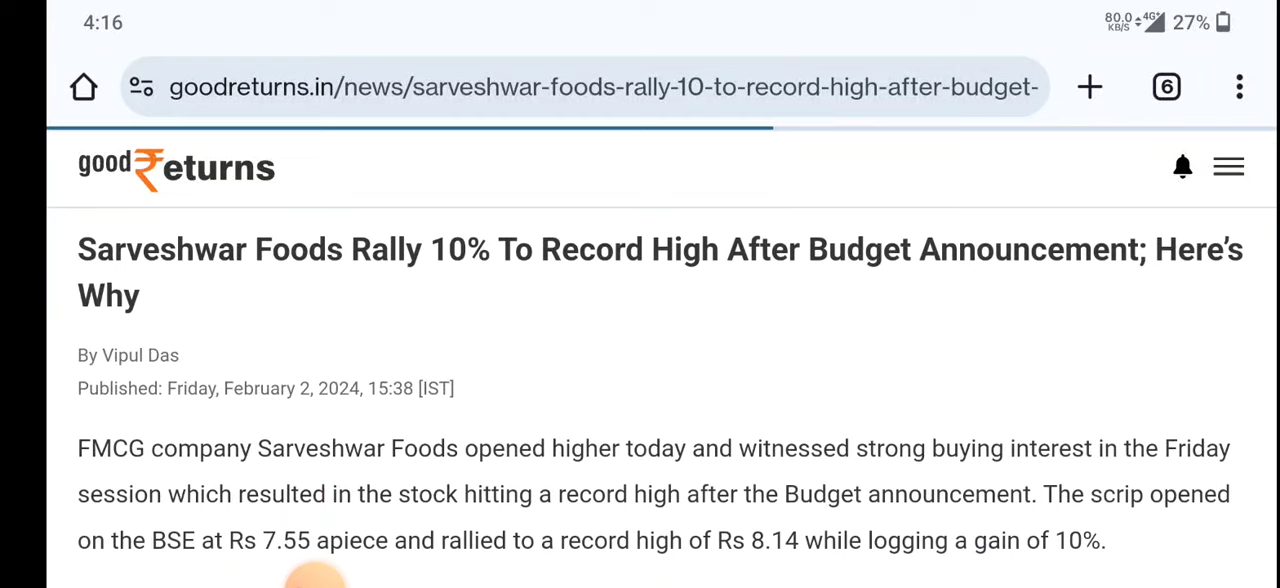 4:16
80.0 KB/S 4G+ 27%
goodreturns.in/news/sarveshwar-foods-rally-10-to-record-high-after-budget-
6
good₹eturns
Sarveshwar Foods Rally 10% To Record High After Budget Announcement; Here’s
Why
By Vipul Das
Published: Friday, February 2, 2024, 15:38 [IST]
FMCG company Sarveshwar Foods opened higher today and witnessed strong buying interest in the Friday
session which resulted in the stock hitting a record high after the Budget announcement. The scrip opened
on the BSE at Rs 7.55 apiece and rallied to a record high of Rs 8.14 while logging a gain of 10%.